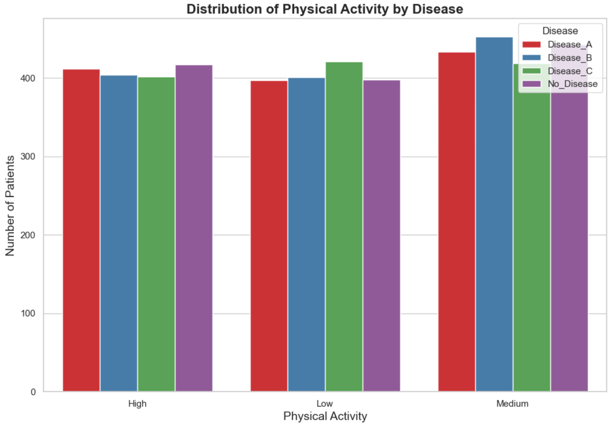 Distribution of Physical Activity by Disease
Disease
Disease_A
Disease_B
Disease_C
No_Disease
Number of Patients
400
300
200
100
0
High
Low
Medium
Physical Activity